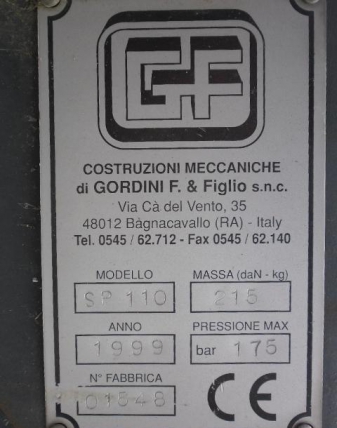 GF
COSTRUZIONI MECCANICHE
di GORDINI F. & Figlio s.n.c.
Via Cà del Vento, 35
48012 Bàgnacavallo (RA) - Italy
Tel. 0545 / 62.712 - Fax 0545 / 62.140
MODELLO MASSA (daN - kg)
SP 110 215
ANNO PRESSIONE MAX
1999 bar 175
N° FABBRICA
CE